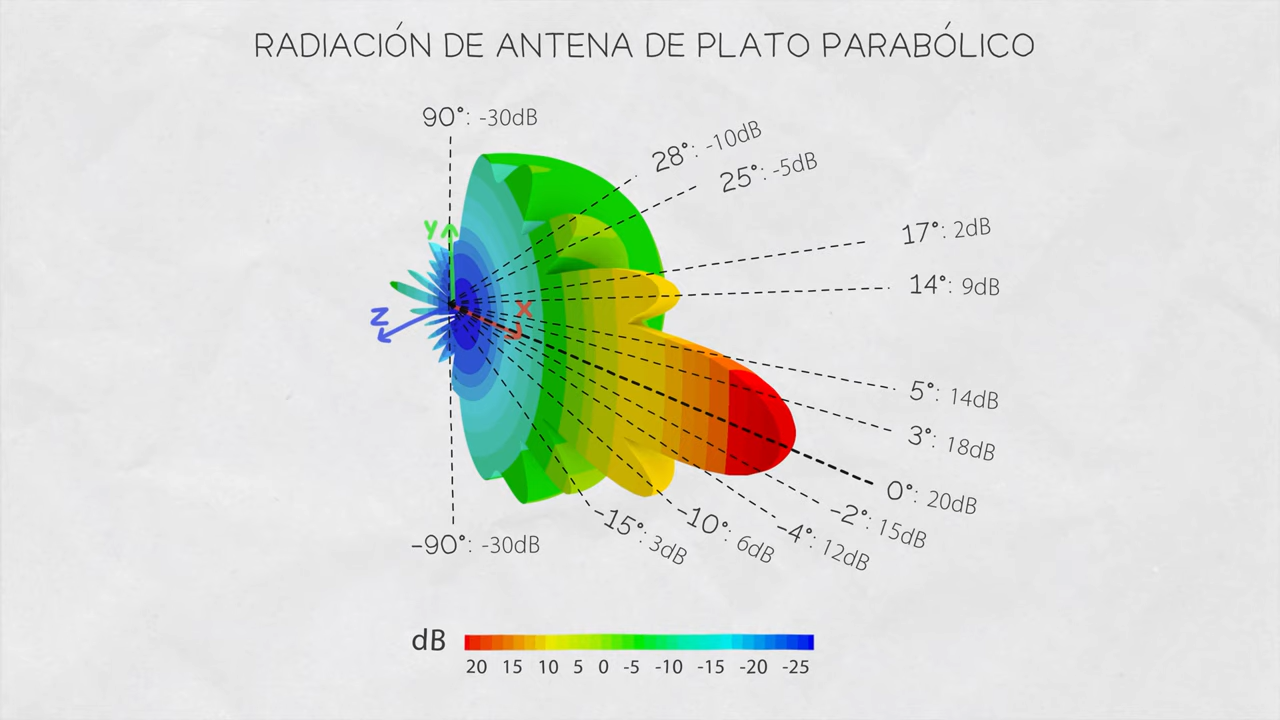 RADIACIÓN DE ANTENA DE PLATO PARABÓLICO
90°: -30dB
28°: -10dB
25°: -5dB
17°: 2dB
14°: 9dB
Y
Z
X
5°: 14dB
3°: 18dB
0°: 20dB
-2°: 15dB
-4°: 12dB
-10°: 6dB
-15°: 3dB
-90°: -30dB
dB
20 15 10 5 0 -5 -10 -15 -20 -25